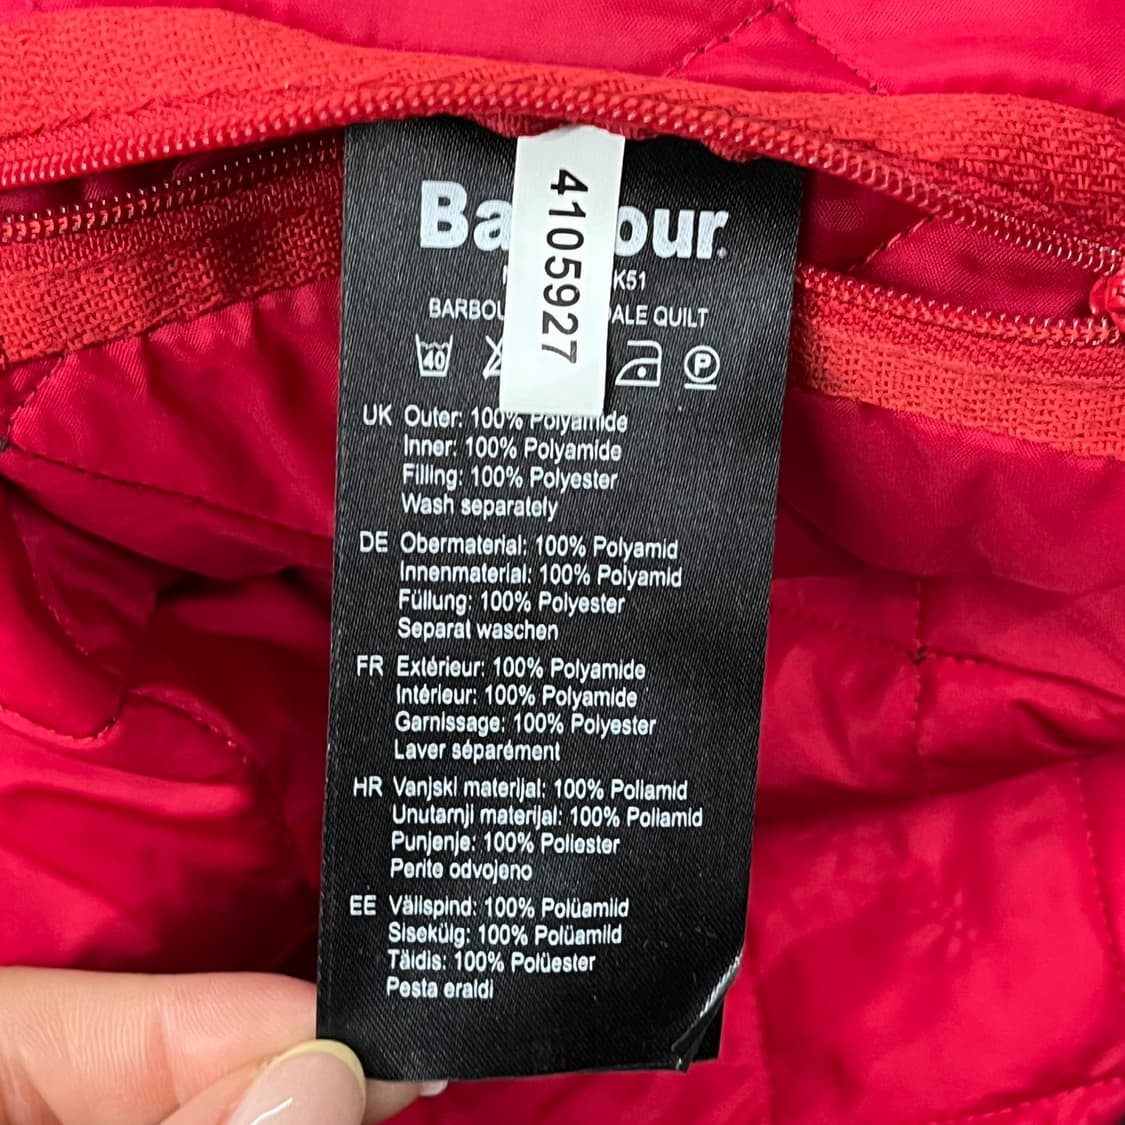 4105927
Ba our.
K51
BARBOU ALE QUILT
40 P
UK Outer: 100% Polyamide
Inner: 100% Polyamide
Filling: 100% Polyester
Wash separately
DE Obermaterial: 100% Polyamid
Innenmaterial: 100% Polyamid
Füllung: 100% Polyester
Separat waschen
FR Extérieur: 100% Polyamide
Intérieur: 100% Polyamide
Garnissage: 100% Polyester
Laver séparément
HR Vanjski materijal: 100% Poliamid
Unutarnji materijal: 100% Poliamid
Punjenje: 100% Poliester
Perite odvojeno
EE Vällspind: 100% Polüamiid
Sisekülg: 100% Polüamiid
Täidis: 100% Polüester
Pesta eraldi